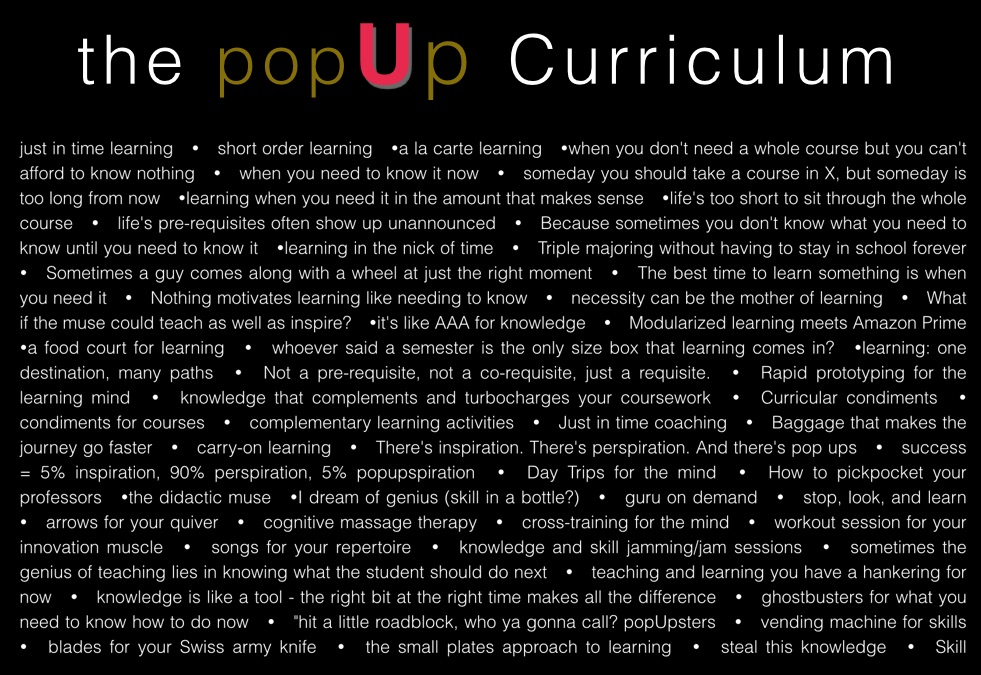 the popUp Curriculum
just in time learning • short order learning •a la carte learning •when you don't need a whole course but you can't
afford to know nothing • when you need to know it now • someday you should take a course in X, but someday is
too long from now •learning when you need it in the amount that makes sense •life's too short to sit through the whole
course • life's pre-requisites often show up unannounced • Because sometimes you don't know what you need to
know until you need to know it •learning in the nick of time • Triple majoring without having to stay in school forever
• Sometimes a guy comes along with a wheel at just the right moment • The best time to learn something is when
you need it • Nothing motivates learning like needing to know • necessity can be the mother of learning • What
if the muse could teach as well as inspire? •it's like AAA for knowledge • Modularized learning meets Amazon Prime
•a food court for learning • whoever said a semester is the only size box that learning comes in? •learning: one
destination, many paths • Not a pre-requisite, not a co-requisite, just a requisite. • Rapid prototyping for the
learning mind • knowledge that complements and turbocharges your coursework • Curricular condiments •
condiments for courses • complementary learning activities • Just in time coaching • Baggage that makes the
journey go faster • carry-on learning • There's inspiration. There's perspiration. And there's pop ups • success
= 5% inspiration, 90% perspiration, 5% popupspiration • Day Trips for the mind • How to pickpocket your
professors •the didactic muse •I dream of genius (skill in a bottle?) • guru on demand • stop, look, and learn
• arrows for your quiver • cognitive massage therapy • cross-training for the mind • workout session for your
innovation muscle • songs for your repertoire • knowledge and skill jamming/jam sessions • sometimes the
genius of teaching lies in knowing what the student should do next • teaching and learning you have a hankering for
now • knowledge is like a tool - the right bit at the right time makes all the difference • ghostbusters for what you
need to know how to do now • "hit a little roadblock, who ya gonna call? popUpsters • vending machine for skills
• blades for your Swiss army knife • the small plates approach to learning • steal this knowledge • Skill